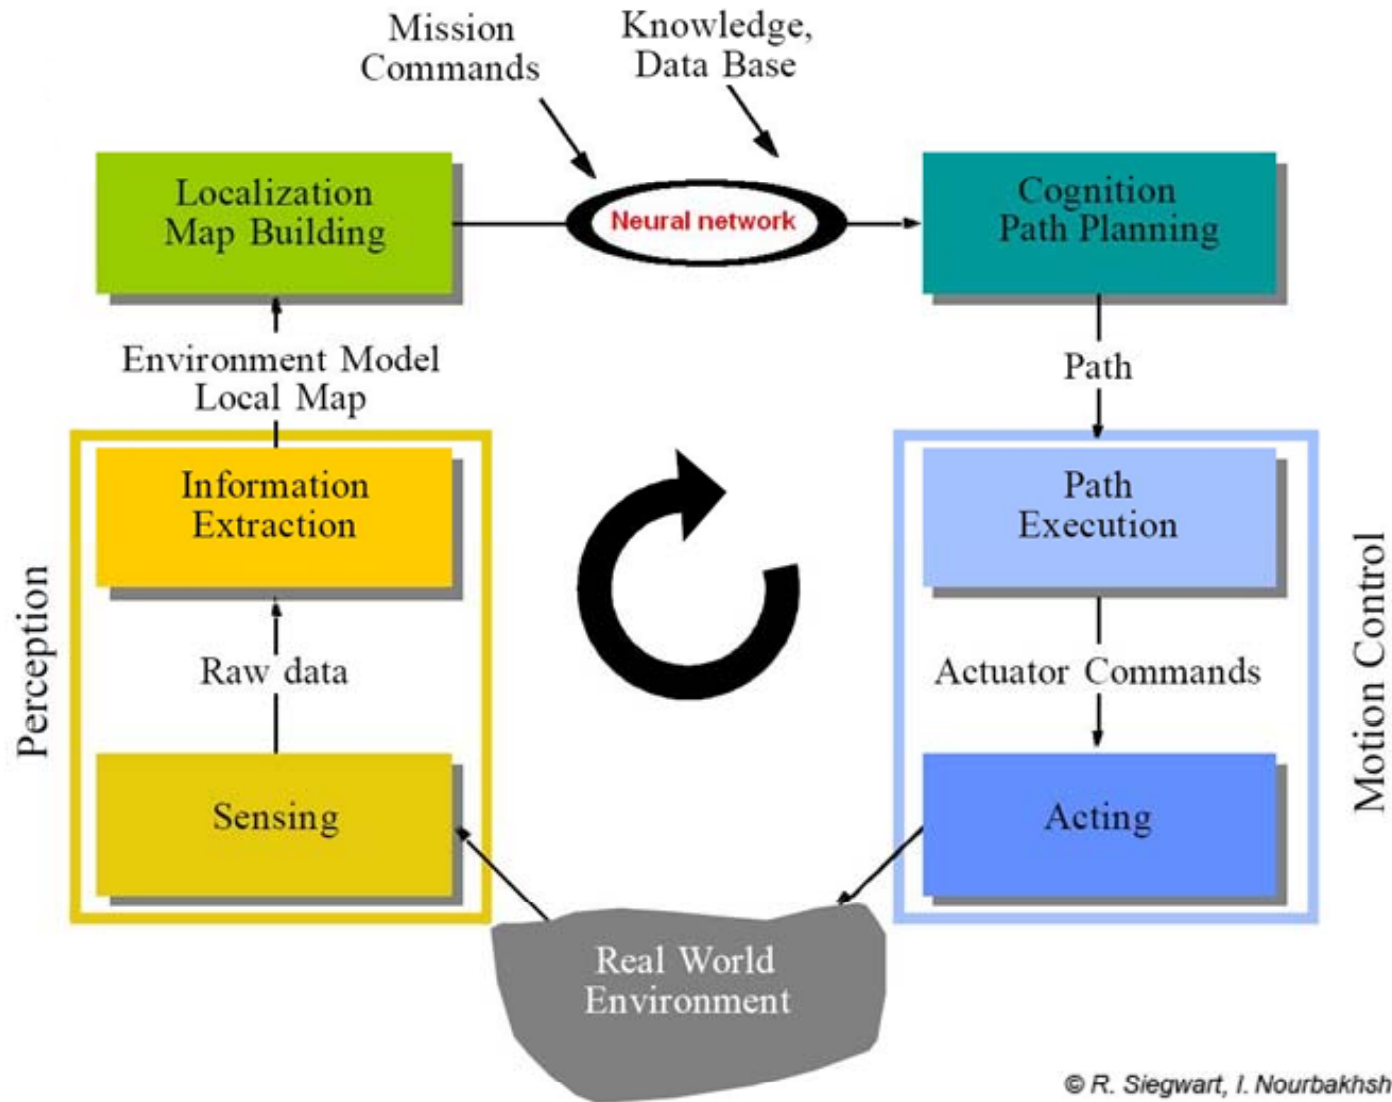 Mission
Commands
Knowledge,
Data Base
Localization
Map Building
Neural network
Cognition
Path Planning
Environment Model
Local Map
Path
Information
Extraction
Path
Execution
Perception
Raw data
Actuator Commands
Motion Control
Sensing
Acting
Real World
Environment
© R. Siegwart, I. Nourbakhsh